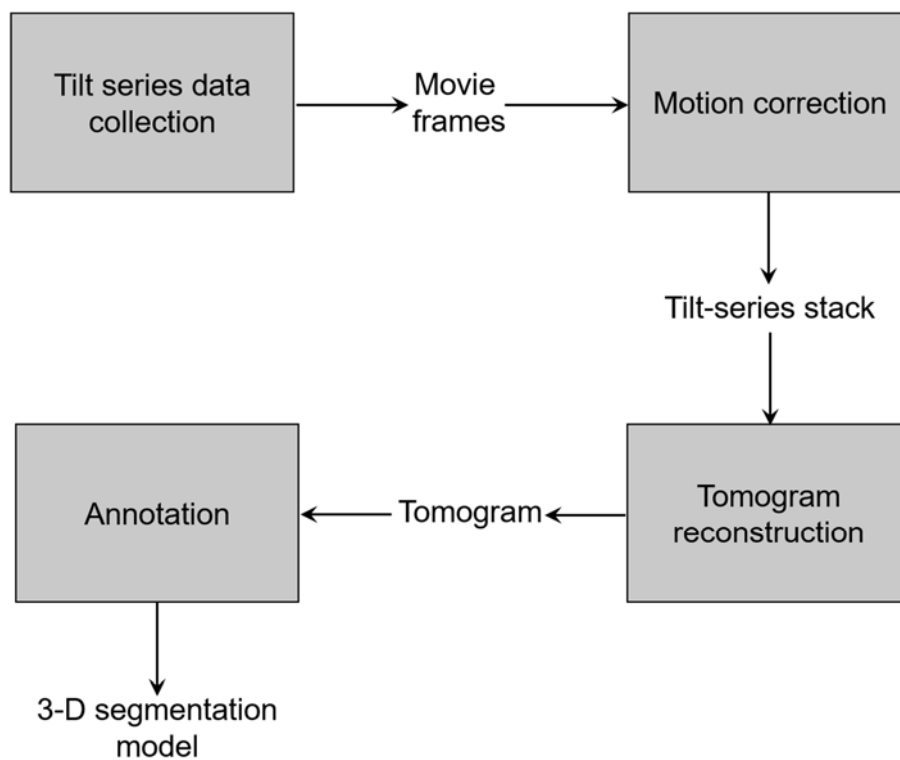 Tilt series data
collection
Movie
frames
Motion correction
Tilt-series stack
Tomogram
reconstruction
Tomogram
Annotation
3-D segmentation
model